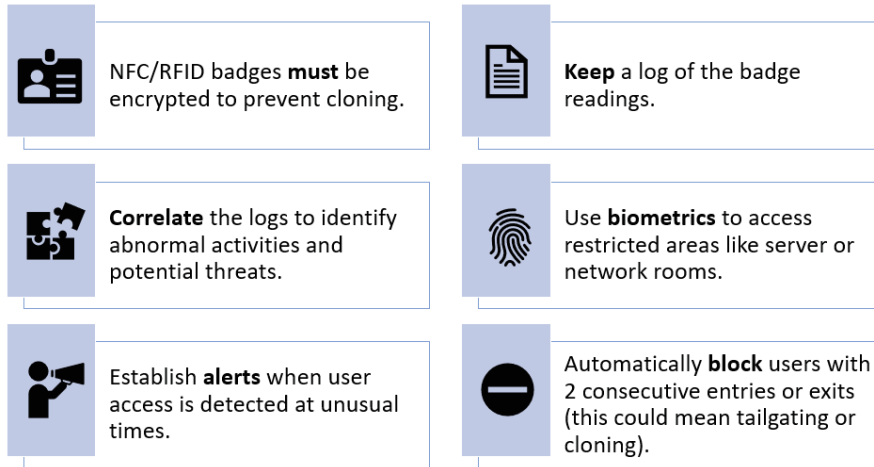 NFC/RFID badges must be
encrypted to prevent cloning.
Keep a log of the badge
readings.
Correlate the logs to identify
abnormal activities and
potential threats.
Use biometrics to access
restricted areas like server or
network rooms.
Establish alerts when user
access is detected at unusual
times.
Automatically block users with
2 consecutive entries or exits
(this could mean tailgating or
cloning).